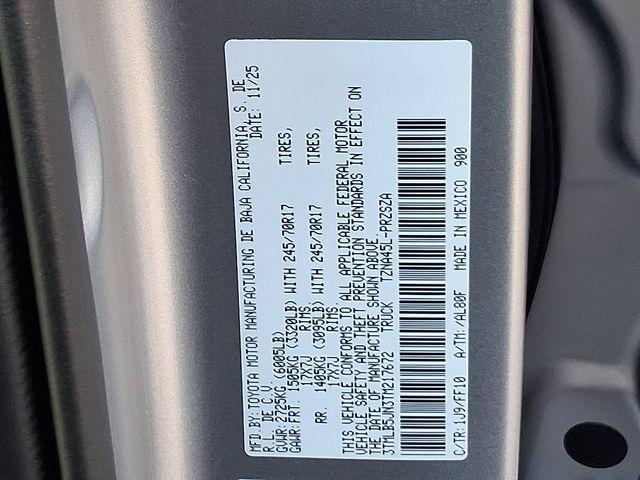 MFD.BY:TOYOTA MOTOR MANUFACTURING DE BAJA CALIFORNIA, S. DE
R.L. DE C. DATE: 11/25
GVWR:2725KG (6005LB)
GAWR:FRT. 1505KG (3320LB) WITH 245/70R17 TIRES,
17X7J RIMS
RR. 1405KG (3095LB) WITH 245/70R17 TIRES,
17X7J RIMS
THIS VEHICLE CONFORMS TO ALL APPLICABLE FEDERAL MOTOR
VEHICLE SAFETY AND THEFT PREVENTION STANDARDS IN EFFECT ON
THE DATE OF MANUFACTURE SHOWN ABOVE.
3TMLB5JN3TM217672 TRUCK TZNA45L-PRZSZA
C/TR:1J9/FF10 A/TM:/AL80F MADE IN MEXICO 900